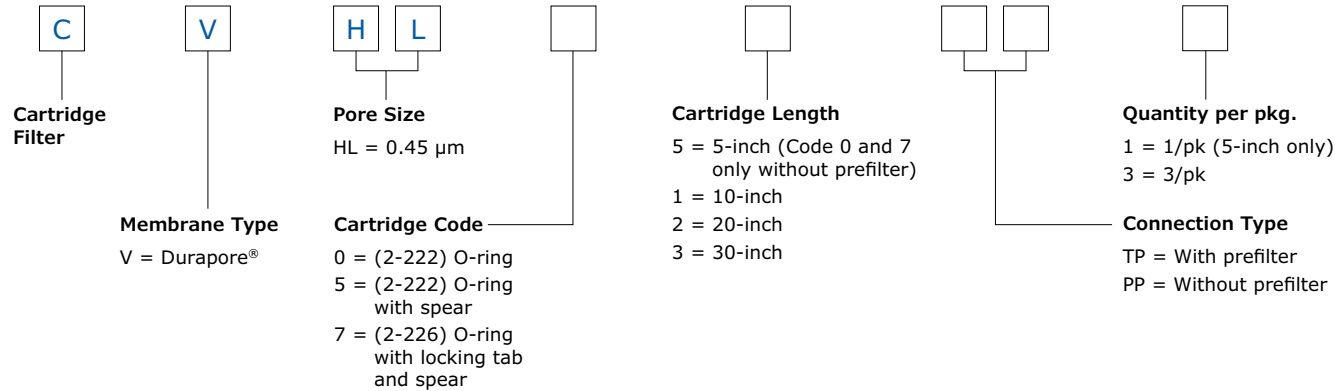 C V H L
Cartridge
Filter
Pore Size
HL = 0.45 µm
Cartridge Length
5 = 5-inch (Code 0 and 7
only without prefilter)
1 = 10-inch
2 = 20-inch
3 = 30-inch
Quantity per pkg.
1 = 1/pk (5-inch only)
3 = 3/pk
Membrane Type
V = Durapore®
Cartridge Code
0 = (2-222) O-ring
5 = (2-222) O-ring
with spear
7 = (2-226) O-ring
with locking tab
and spear
Connection Type
TP = With prefilter
PP = Without prefilter